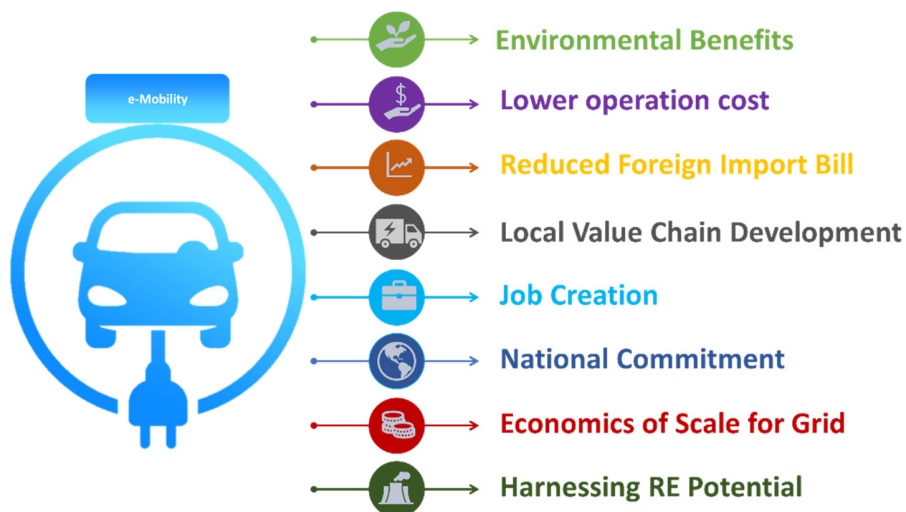 e-Mobility
Environmental Benefits
Lower operation cost
Reduced Foreign Import Bill
Local Value Chain Development
Job Creation
National Commitment
Economics of Scale for Grid
Harnessing RE Potential